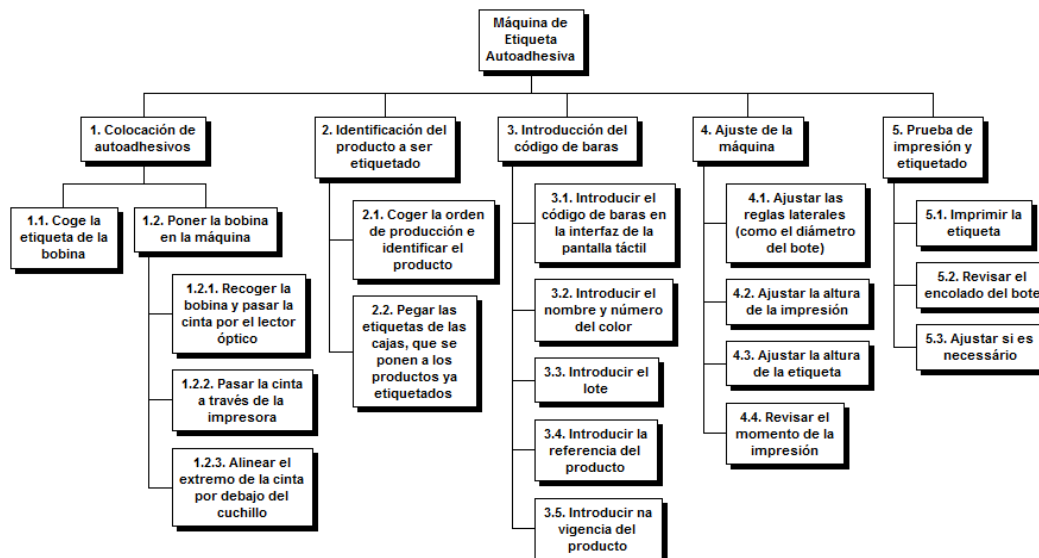 Máquina de
Etiqueta
Autoadhesiva
1. Colocación de
autoadhesivos
2. Identificación del
producto a ser
etiquetado
3. Introducción del
código de baras
4. Ajuste de la
máquina
5. Prueba de
impresión y
etiquetado
1.1. Coge la
etiqueta de la
bobina
1.2. Poner la bobina
en la máquina
1.2.1. Recoger la
bobina y pasar la
cinta por el lector
óptico
1.2.2. Pasar la cinta
a través de la
impresora
1.2.3. Alinear el
extremo de la cinta
por debajo del
cuchillo
2.1. Coger la orden
de producción e
identificar el
producto
2.2. Pegar las
etiquetas de las
cajas, que se
ponen a los
productos ya
etiquetados
3.1. Introducir el
código de baras en
la interfaz de la
pantalla táctil
3.2. Introducir el
nombre y número
del color
3.3. Introducir el
lote
3.4. Introducir la
referencia del
producto
3.5. Introducir na
vigencia del
producto
4.1. Ajustar las
reglas laterales
(como el diámetro
del bote)
4.2. Ajustar la altura
de la impresión
4.3. Ajustar la altura
de la etiqueta
4.4. Revisar el
momento de la
impresión
5.1. Imprimir la
etiqueta
5.2. Revisar el
encolado del bote
5.3. Ajustar si es
necessário